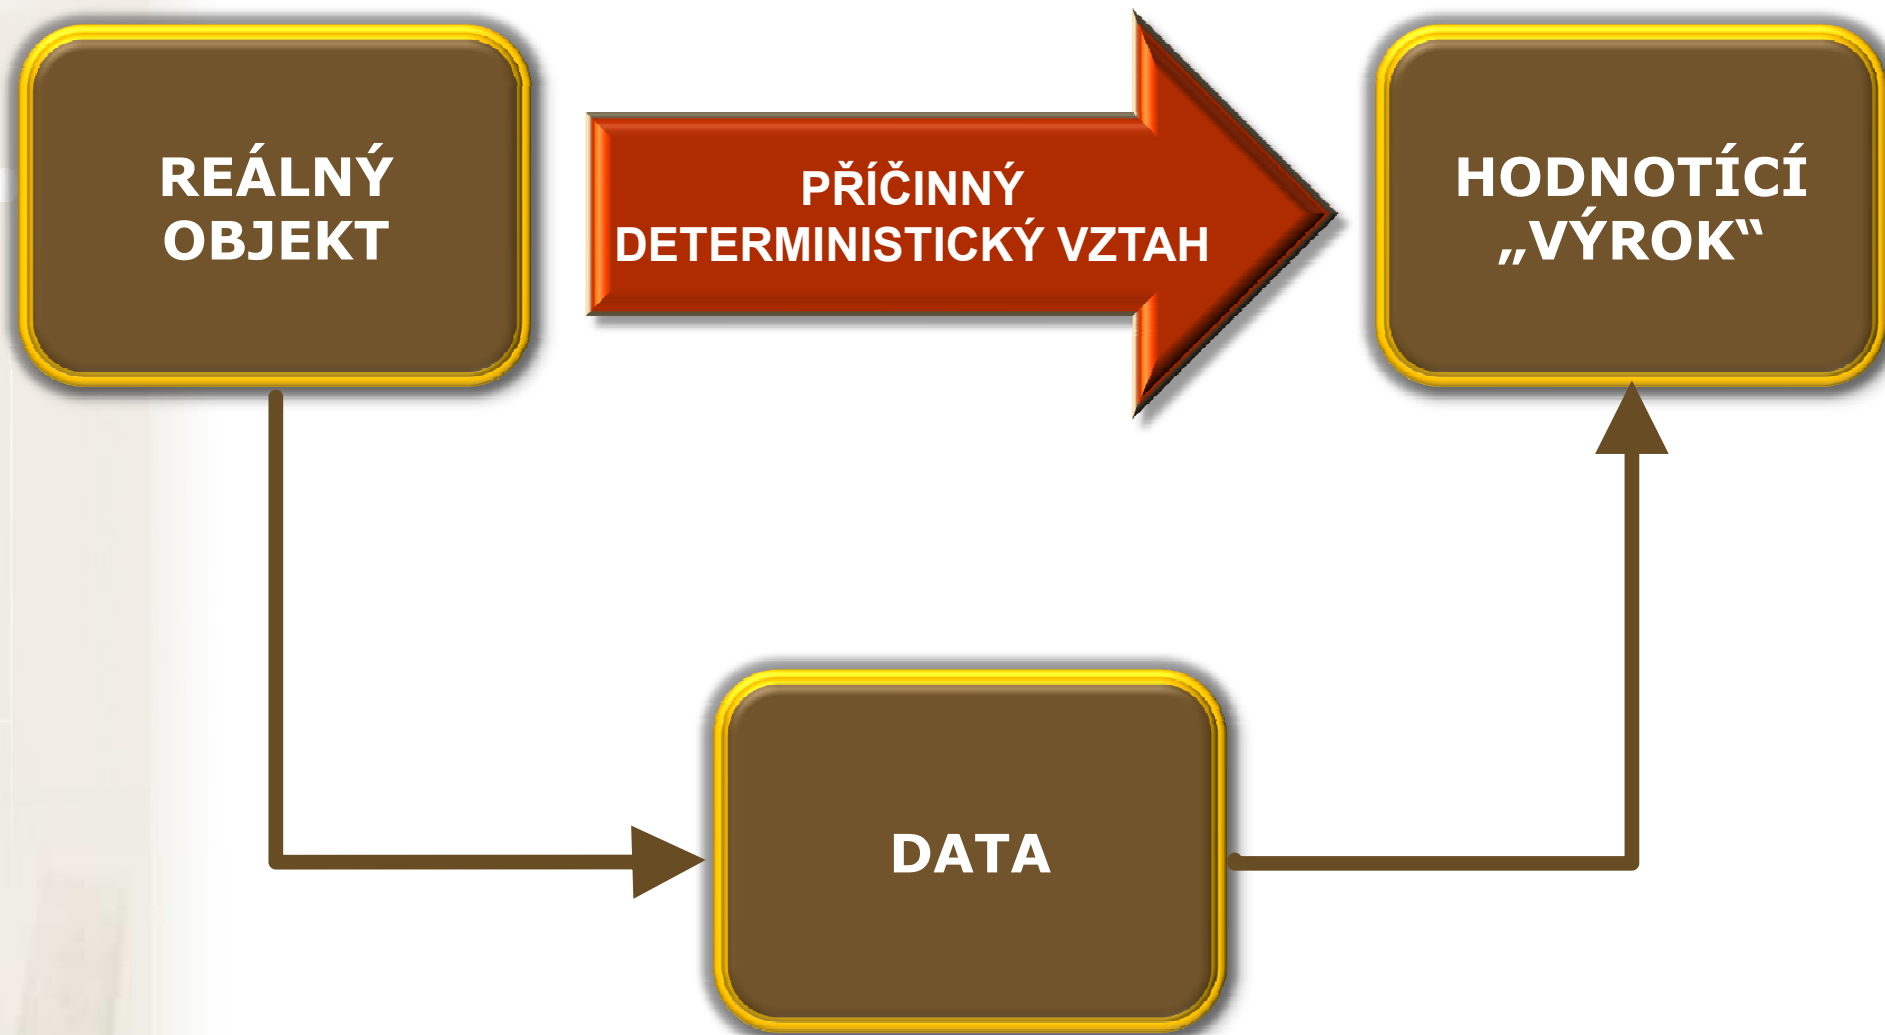 REÁLNÝ
OBJEKT
PŘÍČINNÝ
DETERMINISTICKÝ VZTAH
HODNOTÍCÍ
„VÝROK“
DATA